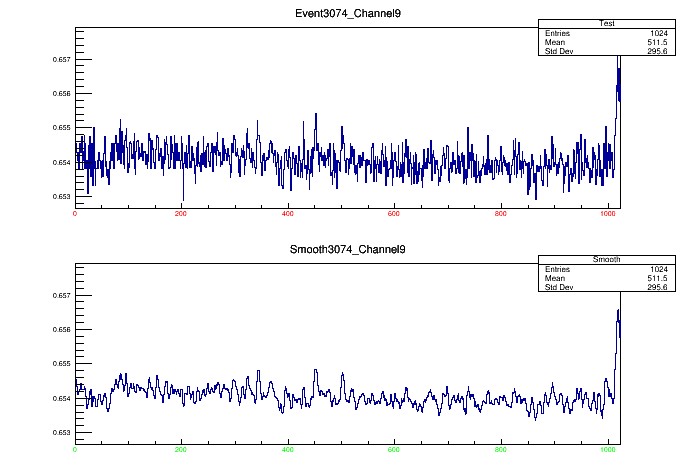 Event3074_Channel9
Test
Entries 1024
Mean 511.5
Std Dev 295.6
0.657
0.656
0.655
0.654
0.653
0 200 400 600 800 1000
Smooth3074_Channel9
Smooth
Entries 1024
Mean 511.5
Std Dev 295.6
0.657
0.656
0.655
0.654
0.653
0 200 400 600 800 1000